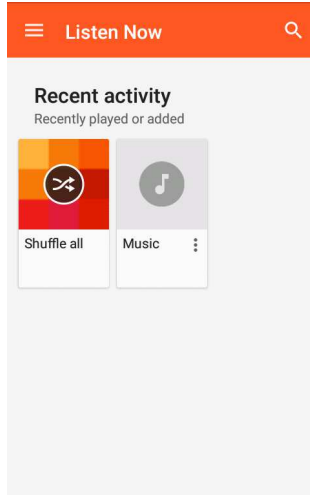 Listen Now
Recent activity
Recently played or added
Shuffle all
Music